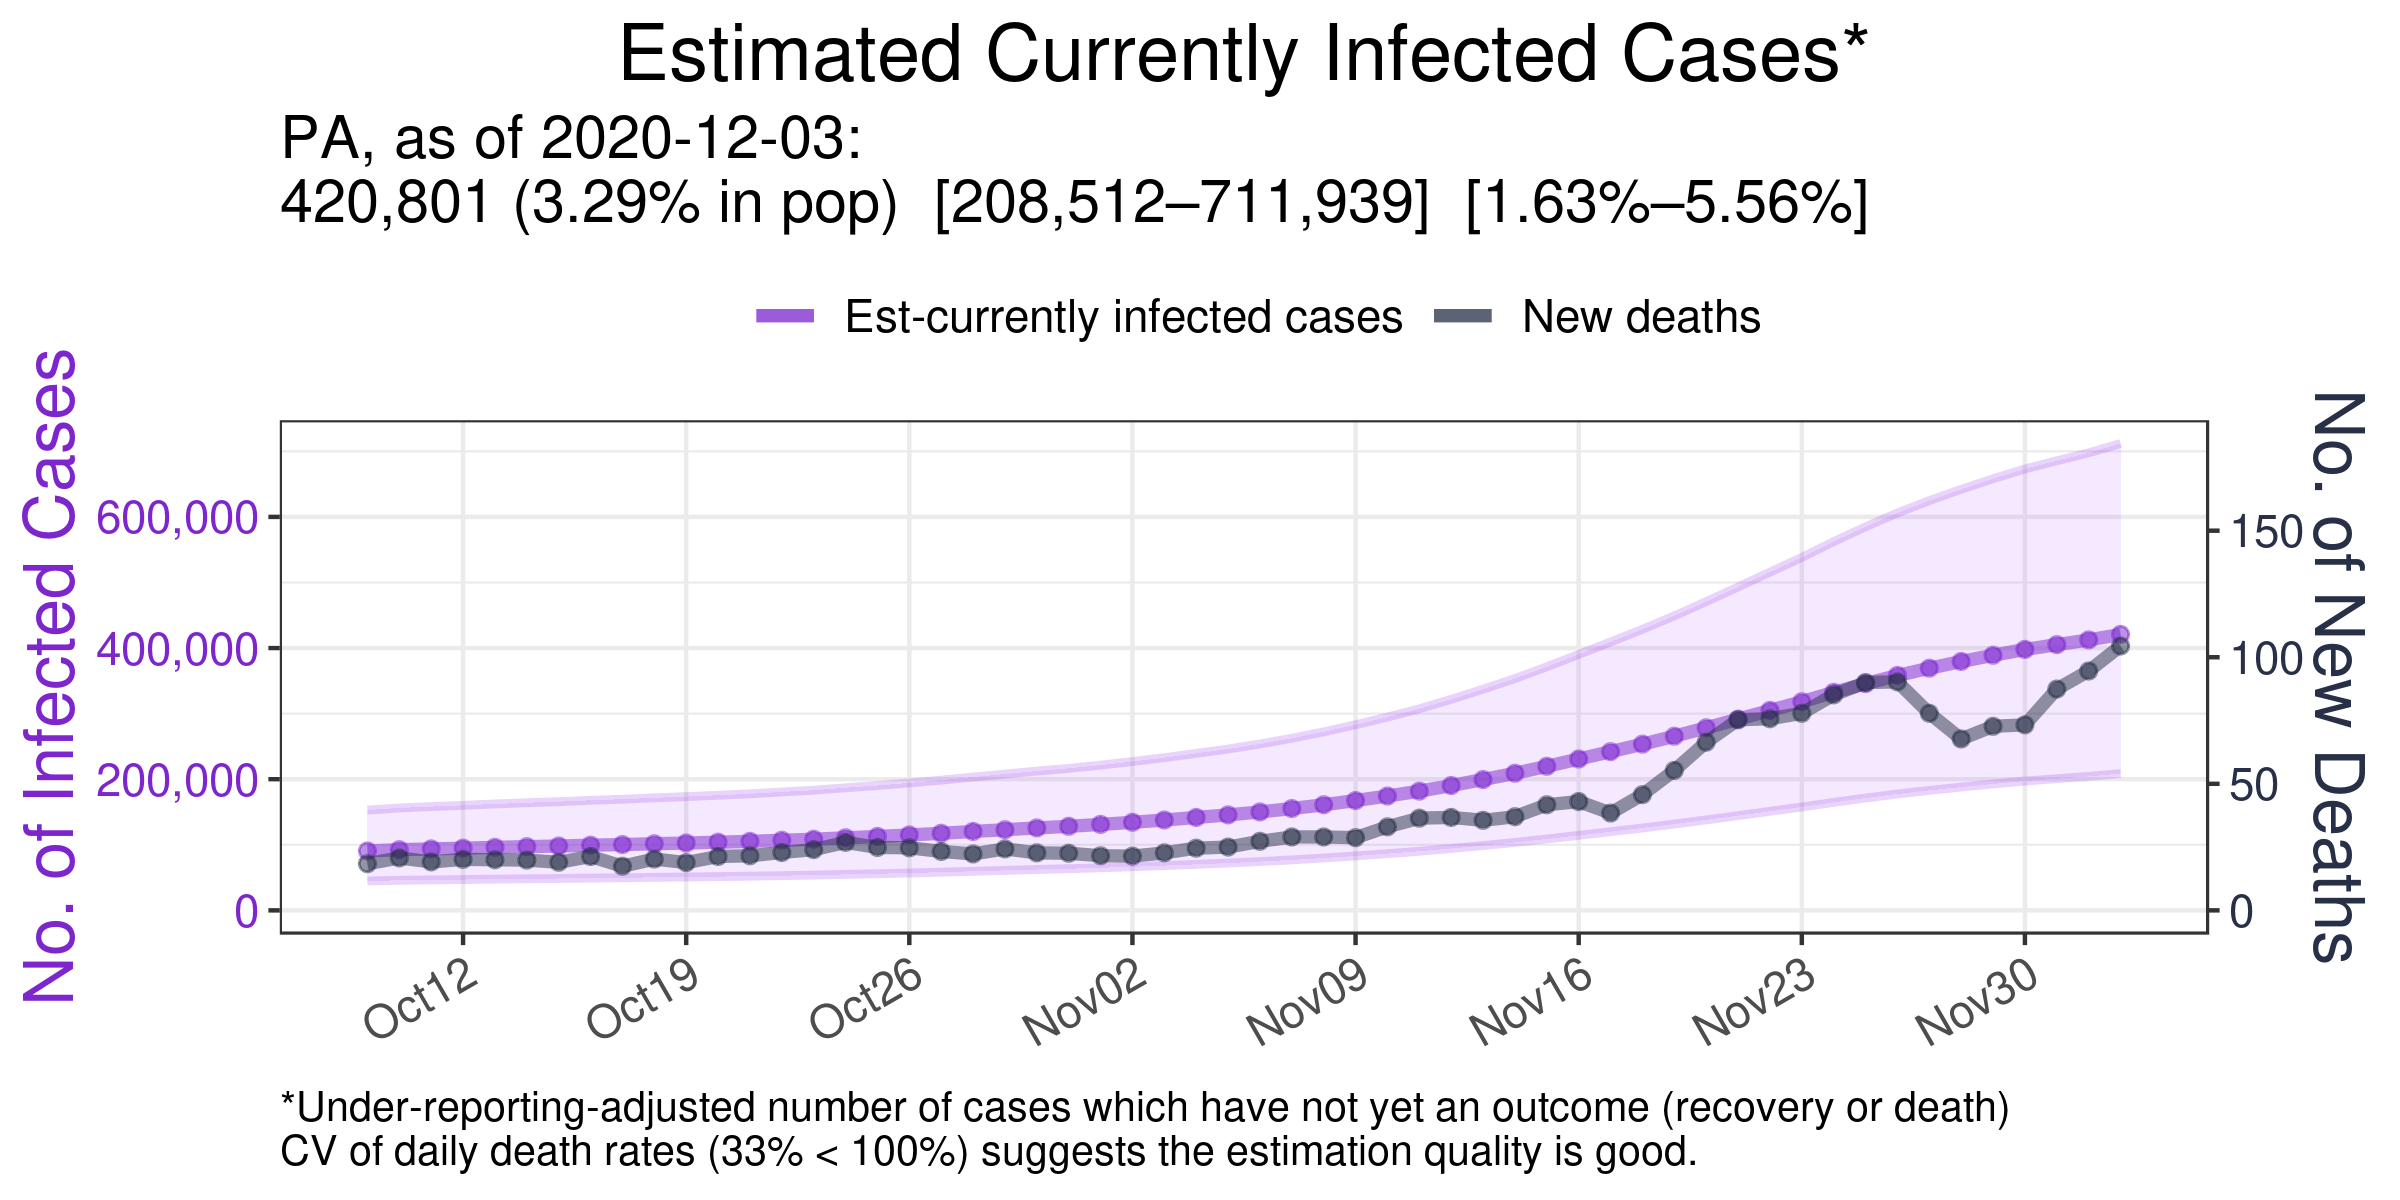 Estimated Currently Infected Cases*
PA, as of 2020-12-03:
420,801 (3.29% in pop)  [208,512–711,939]  [1.63%–5.56%]
Est-currently infected cases
New deaths
No. of Infected Cases
600,000
400,000
200,000
0
150
100
50
0
No. of New Deaths
Oct12
Oct19
Oct26
Nov02
Nov09
Nov16
Nov23
Nov30
*Under-reporting-adjusted number of cases which have not yet an outcome (recovery or death)
CV of daily death rates (33% < 100%) suggests the estimation quality is good.